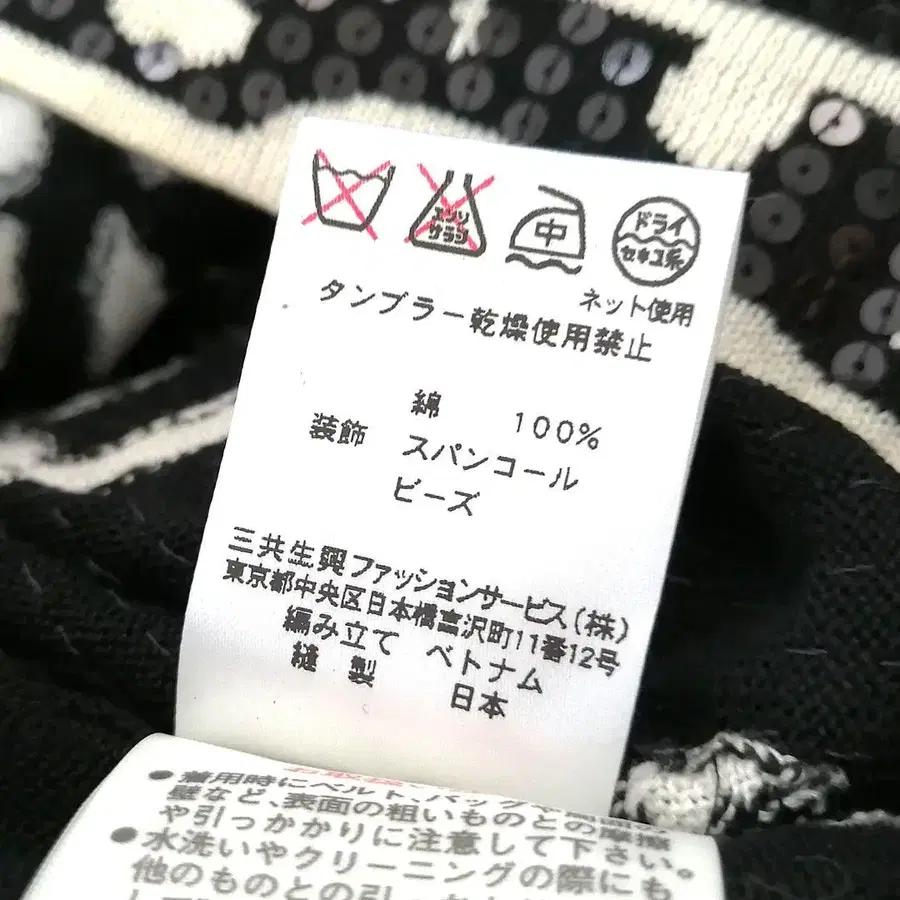 エンソ
サラシ
中
ドライ
セキユ系
ネット使用
タンブラー乾燥使用禁止
綿 100%
装飾 スパンコール
ビーズ
三共生興ファッションサービス(株)
東京都中央区日本橋富沢町11番12号
編み立て ベトナム
縫製 日本
●着用時にベルト、バッグや
壁など、表面の粗いものとの摩擦
や引っかかりに注意して下さい。
●水洗いやクリーニングの際にも
他のものとの引っ